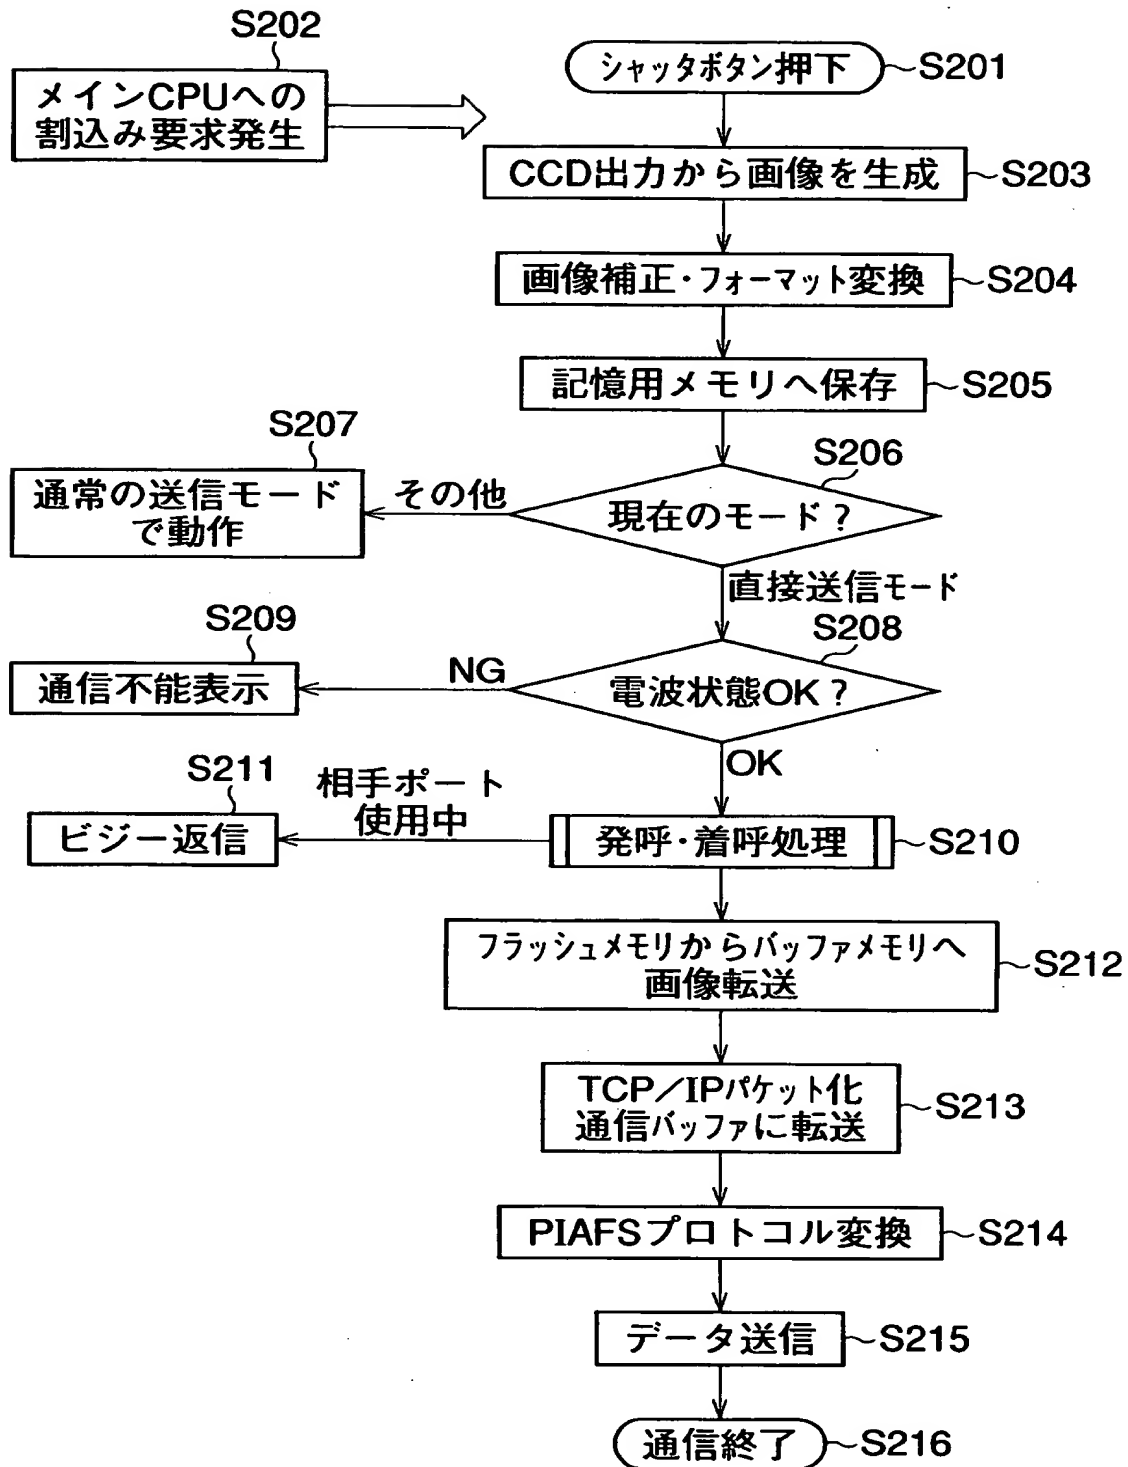 S202
メインCPUへの
割込み要求発生
シャッタボタン押下
S201
CCD出力から画像を生成
S203
画像補正・フォーマット変換
S204
記憶用メモリへ保存
S205
S207
通常の送信モード
で動作
その他
S206
現在のモード？
直接送信モード
S209
通信不能表示
NG
S208
電波状態OK？
OK
S211
ビジー返信
相手ポート
使用中
発呼・着呼処理
S210
フラッシュメモリからバッファメモリへ
画像転送
S212
TCP／IPパケット化
通信バッファに転送
S213
PIAFSプロトコル変換
S214
データ送信
S215
通信終了
S216